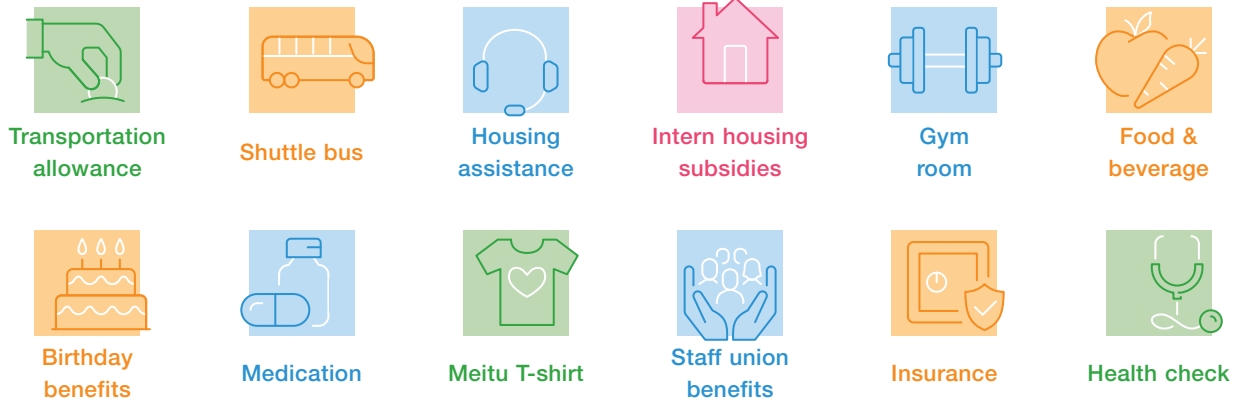 Transportation
allowance
Shuttle bus
Housing
assistance
Intern housing
subsidies
Gym
room
Food &
beverage
Birthday
benefits
Medication
Meitu T-shirt
Staff union
benefits
Insurance
Health check